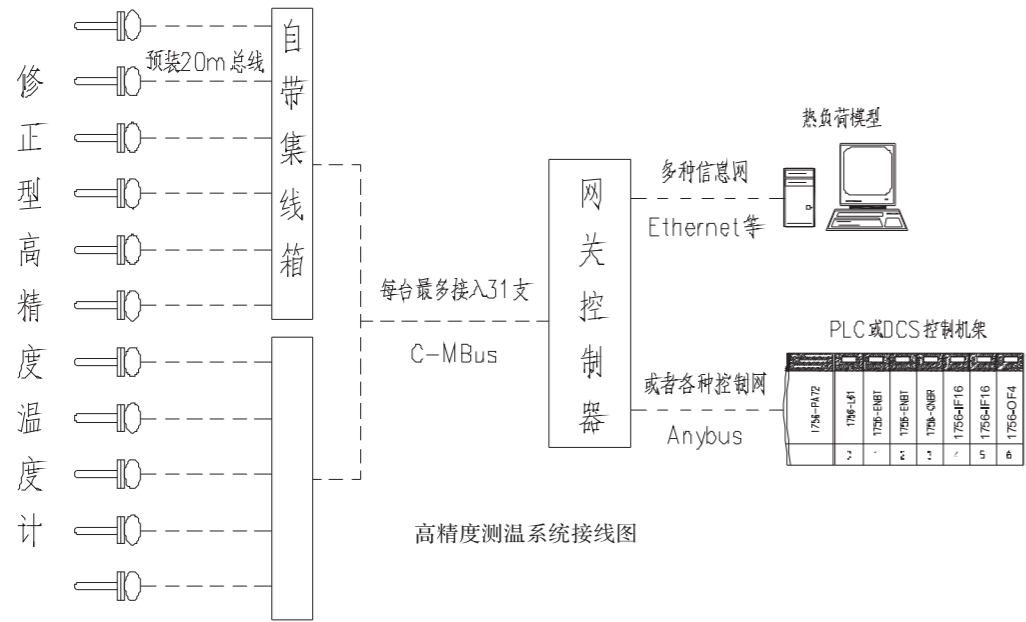 修正型高精度温度计
预装20m总线
自带集线箱
每台最多接入31支
C-MBus
网关控制器
热负荷模型
多种信息网
Ethernet等
PLC或DCS控制机架
或者各种控制网
Anybus
1756-PA72
1756-L61
1756-ENBT
1756-ENBT
1756-CNBR
1756-IF16
1756-IF16
1756-OF4
1
2
3
5
6
高精度测温系统接线图